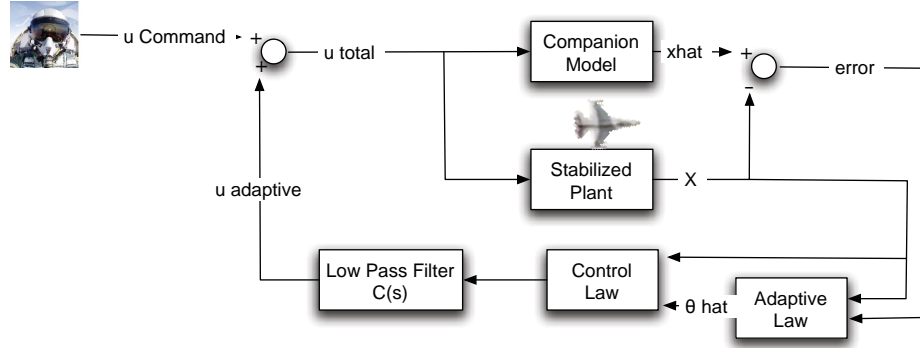 u Command
+
+
u total
Companion
Model
xhat
+
−
error
Stabilized
Plant
X
u adaptive
Low Pass Filter
C(s)
Control
Law
θ hat
Adaptive
Law